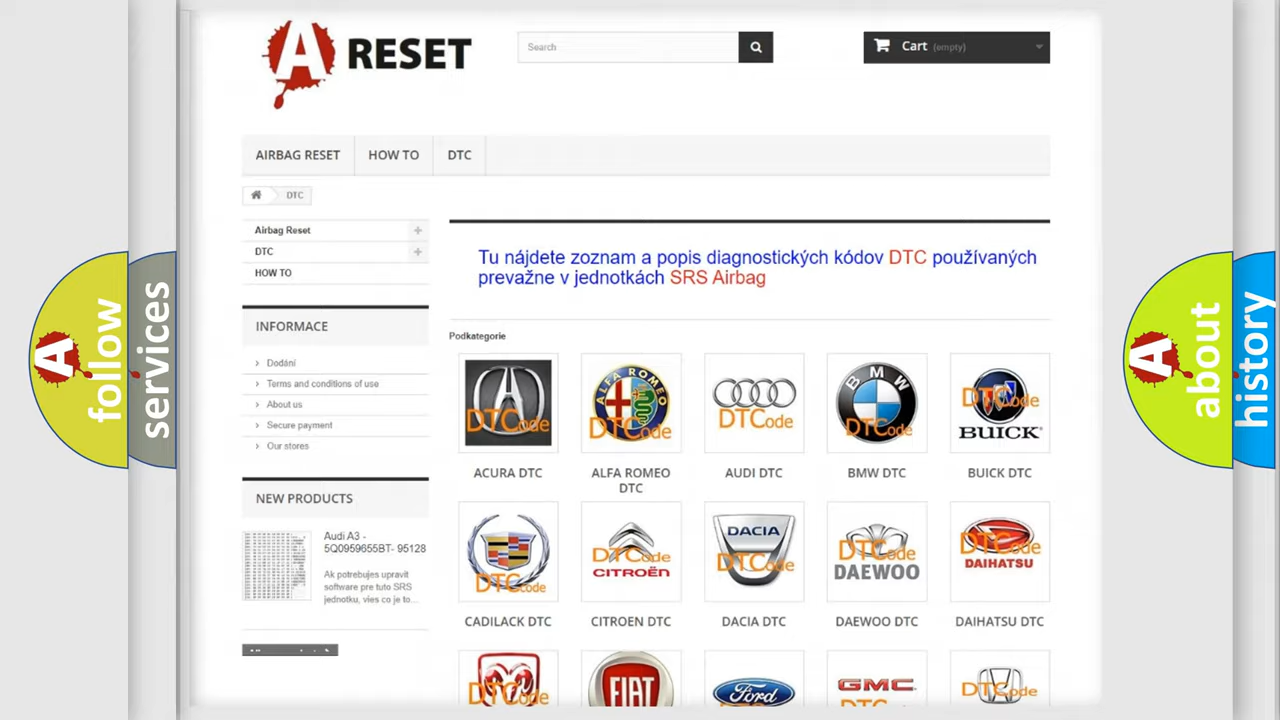 A RESET
Search
Cart (empty)
AIRBAG RESET
HOW TO
DTC
DTC
Airbag Reset
DTC
HOW TO
INFORMACE
Dodání
Terms and conditions of use
About us
Secure payment
Our stores
NEW PRODUCTS
Audi A3 -
5Q0959655BT- 95128
Ak potrebujes upravit
software pre tuto SRS
jednotku, vies co je to...
Tu nájdete zoznam a popis diagnostických kódov DTC používaných
prevažne v jednotkách SRS Airbag
Podkategorie
DTCode
ALFA ROMEO
DTCode
DTCode
BMW
DTCode
DTCode
BUICK
ACURA DTC
ALFA ROMEO
DTC
AUDI DTC
BMW DTC
BUICK DTC
DTCode
DTCode
CITROËN
DACIA
DTCode
DTCode
DAEWOO
DTCode
DAIHATSU
CADILACK DTC
CITROEN DTC
DACIA DTC
DAEWOO DTC
DAIHATSU DTC
DTCode
FIAT
Ford
GMC
DTCode
A follow
services
A about
history